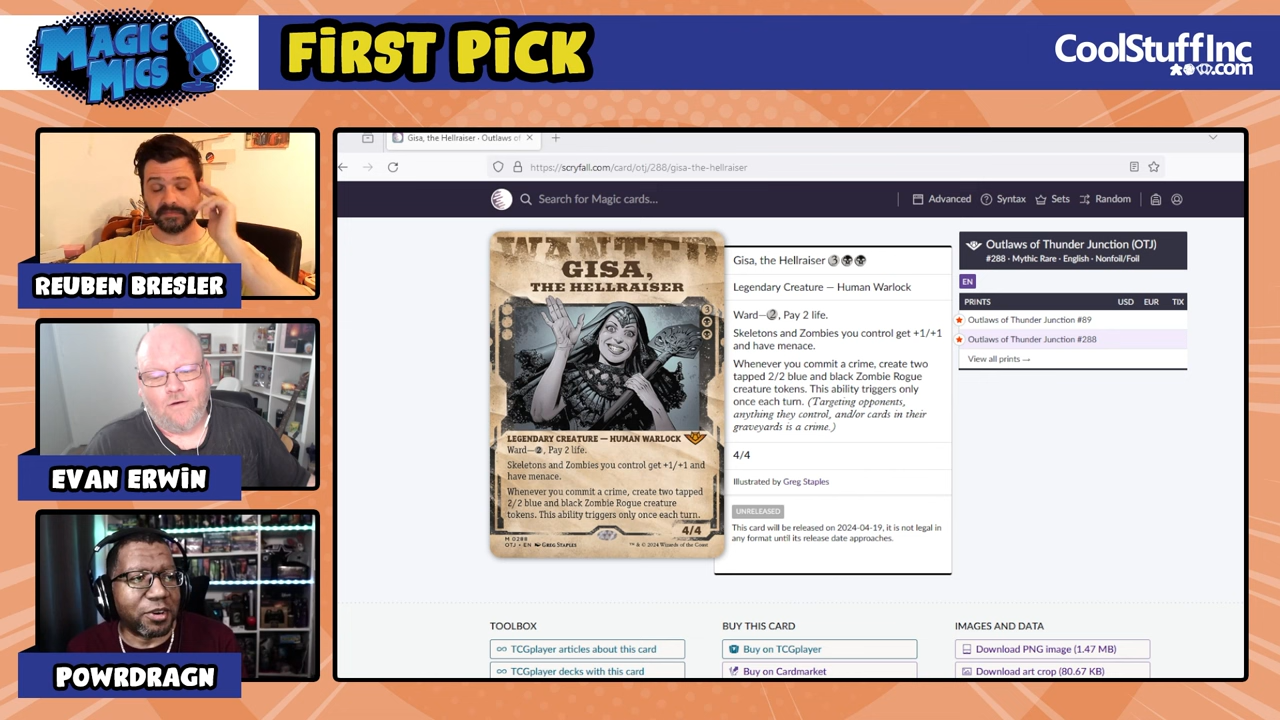 MAGIC
MICS
FIRST PICK
CoolStuffInc
.com
REUBEN BRESLER
EVAN ERWIN
POWRDRAGN
Gisa, the Hellraiser · Outlaws of
https://scryfall.com/card/otj/288/gisa-the-hellraiser
Search for Magic cards...
Advanced
Syntax
Sets
Random
WANTED
GISA,
THE HELLRAISER
LEGENDARY CREATURE — HUMAN WARLOCK
Ward—2, Pay 2 life.
Skeletons and Zombies you control get +1/+1 and
have menace.
Whenever you commit a crime, create two tapped
2/2 blue and black Zombie Rogue creature
tokens. This ability triggers only once each turn.
4/4
M 0288
OTJ • EN GREG STAPLES
™ & © 2024 Wizards of the Coast
Gisa, the Hellraiser 3
Legendary Creature — Human Warlock
Ward—2, Pay 2 life.
Skeletons and Zombies you control get +1/+1
and have menace.
Whenever you commit a crime, create two
tapped 2/2 blue and black Zombie Rogue
creature tokens. This ability triggers only
once each turn. (Targeting opponents,
anything they control, and/or cards in their
graveyards is a crime.)
4/4
Illustrated by Greg Staples
UNRELEASED
This card will be released on 2024-04-19, it is not legal in
any format until its release date approaches.
Outlaws of Thunder Junction (OTJ)
#288 · Mythic Rare · English · Nonfoil/Foil
EN
PRINTS USD EUR TIX
Outlaws of Thunder Junction #89
Outlaws of Thunder Junction #288
View all prints →
TOOLBOX
TCGplayer articles about this card
TCGplayer decks with this card
BUY THIS CARD
Buy on TCGplayer
Buy on Cardmarket
IMAGES AND DATA
Download PNG image (1.47 MB)
Download art crop (80.67 KB)